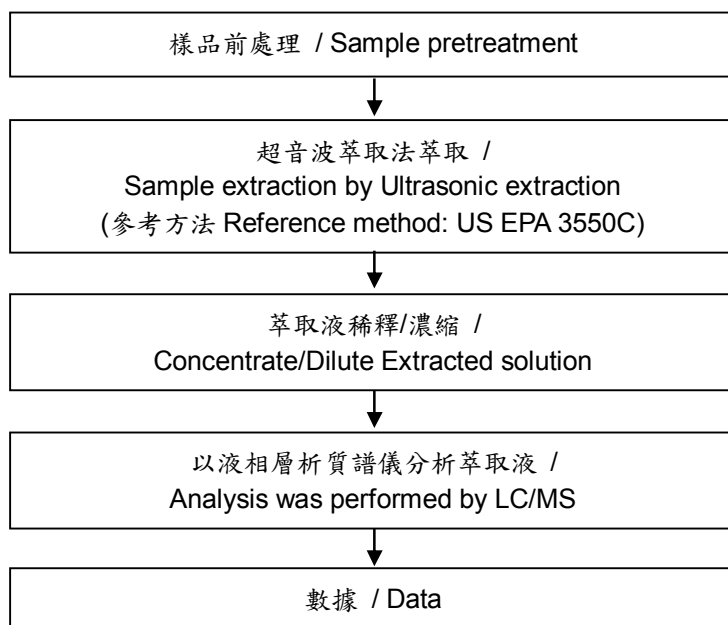 樣品前處理 / Sample pretreatment
超音波萃取法萃取 /
Sample extraction by Ultrasonic extraction
(參考方法 Reference method: US EPA 3550C)
萃取液稀釋/濃縮 /
Concentrate/Dilute Extracted solution
以液相層析質譜儀分析萃取液 /
Analysis was performed by LC/MS
數據 / Data